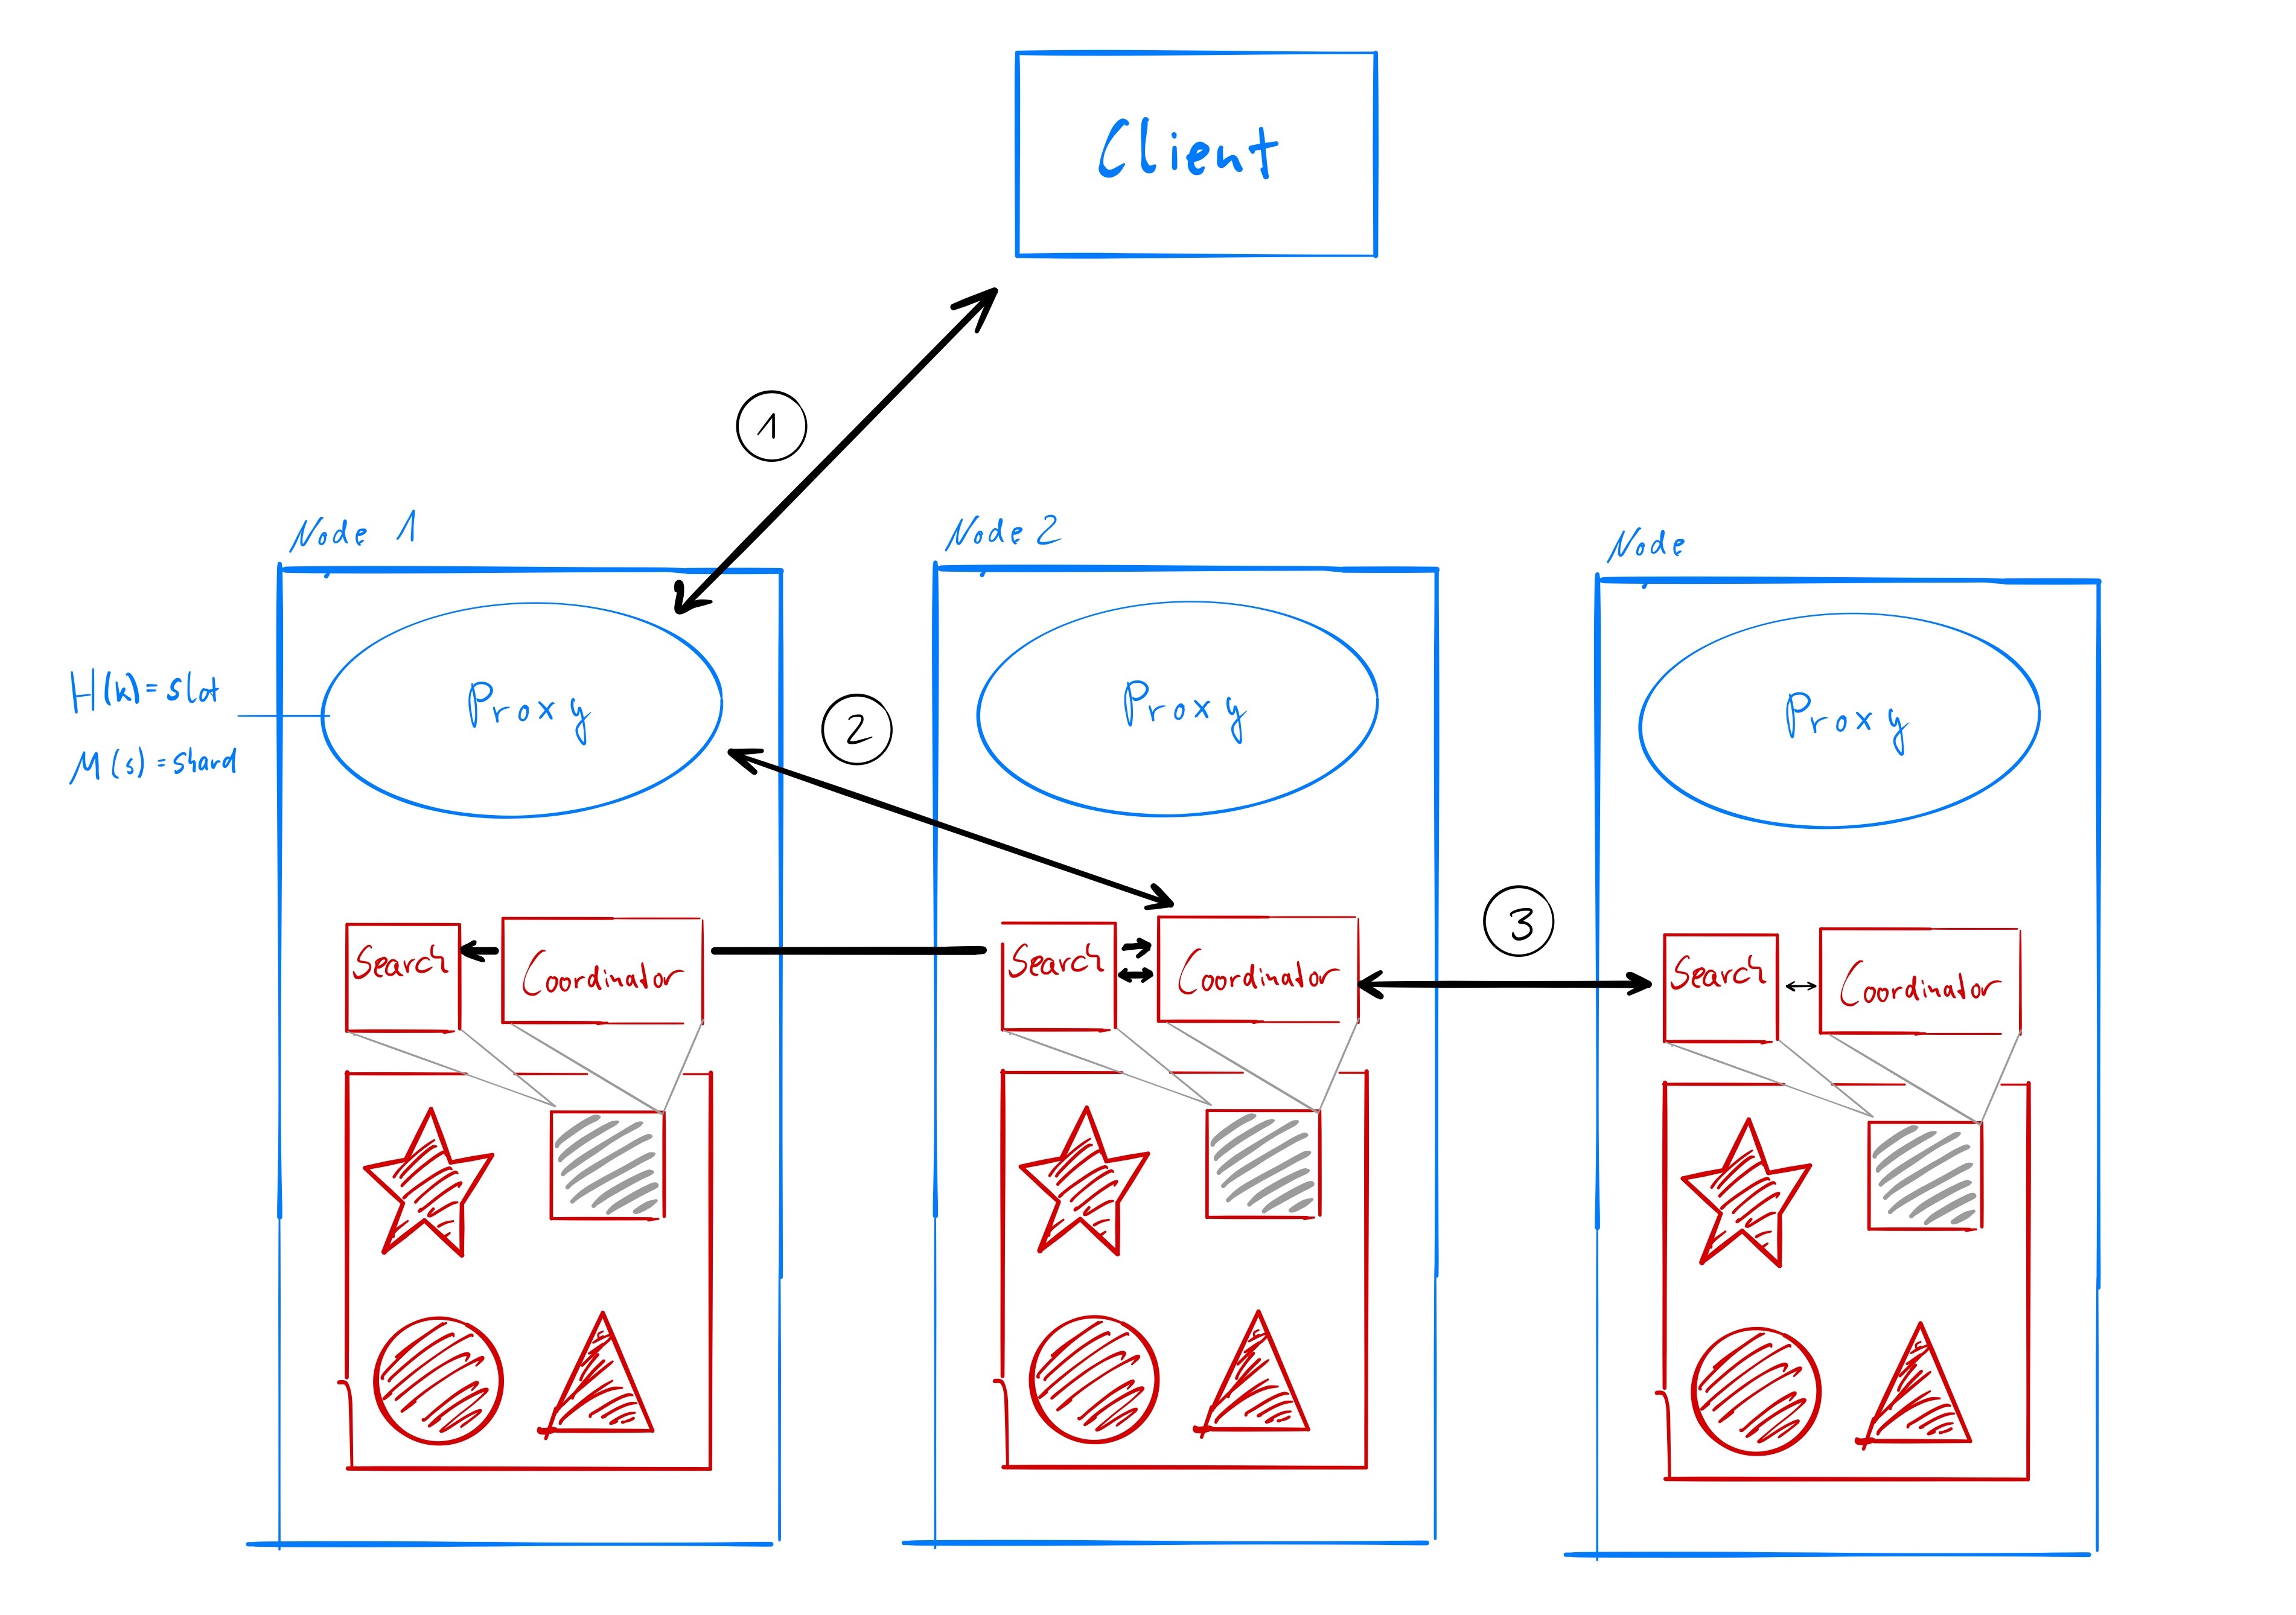 Client
1
Node 1
Node 2
Node
H(k)=slot
M(s)=shard
Proxy
2
Proxy
Proxy
3
Search
Coordinator
Search
Coordinator
Search
Coordinator